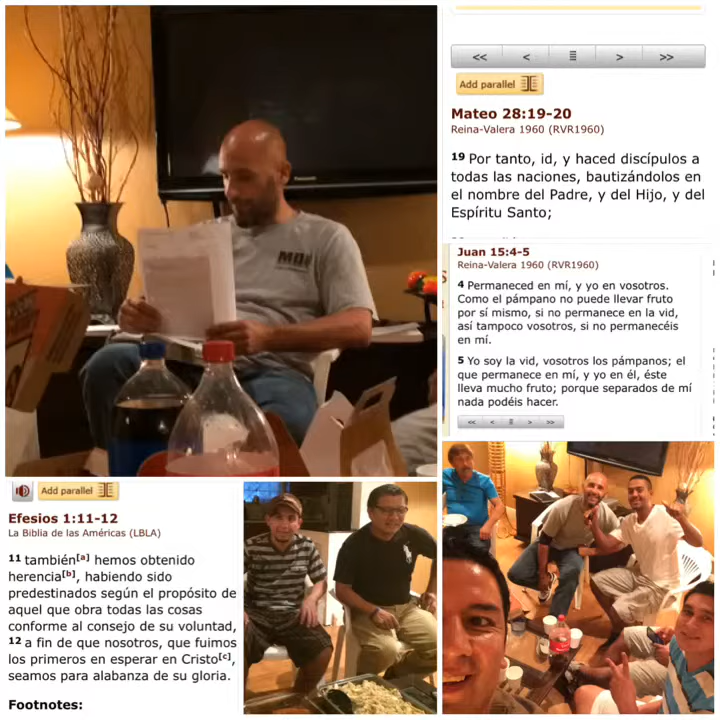 Panasonic
MDI
<< < ≣ > >>
Add parallel
Mateo 28:19-20
Reina-Valera 1960 (RVR1960)
19 Por tanto, id, y haced discípulos a
todas las naciones, bautizándolos en
el nombre del Padre, y del Hijo, y del
Espíritu Santo;
Juan 15:4-5
Reina-Valera 1960 (RVR1960)
4 Permaneced en mí, y yo en vosotros.
Como el pámpano no puede llevar fruto
por sí mismo, si no permanece en la vid,
así tampoco vosotros, si no permanecéis
en mí.
5 Yo soy la vid, vosotros los pámpanos; el
que permanece en mí, y yo en él, éste
lleva mucho fruto; porque separados de mí
nada podéis hacer.
<< < ≣ > >>
Add parallel
Efesios 1:11-12
La Biblia de las Américas (LBLA)
11 también[a] hemos obtenido
herencia[b], habiendo sido
predestinados según el propósito de
aquel que obra todas las cosas
conforme al consejo de su voluntad,
12 a fin de que nosotros, que fuimos
los primeros en esperar en Cristo[c],
seamos para alabanza de su gloria.
Footnotes: